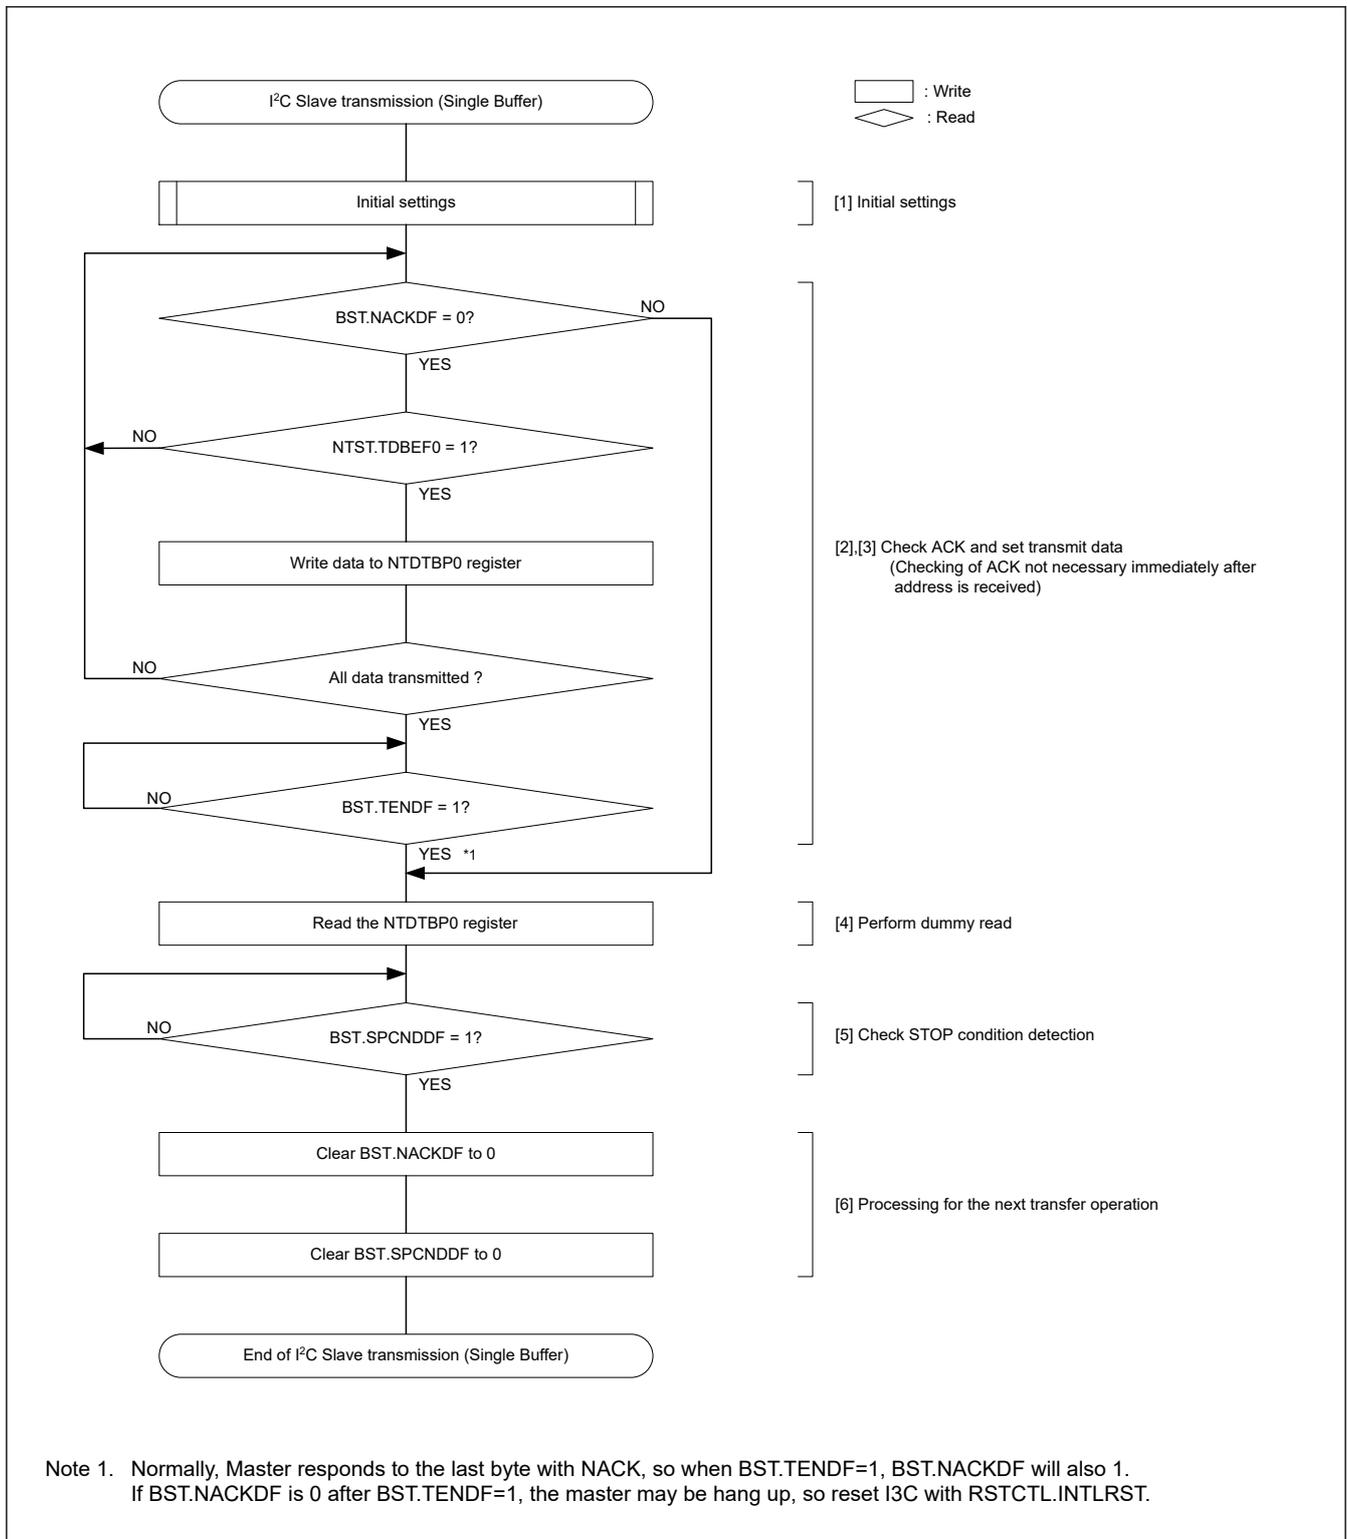 I²C Slave transmission (Single Buffer)
: Write
: Read
Initial settings
[1] Initial settings
BST.NACKDF = 0?
NO
YES
NTST.TDBEF0 = 1?
NO
YES
Write data to NTDTBP0 register
[2],[3] Check ACK and set transmit data
(Checking of ACK not necessary immediately after
address is received)
All data transmitted ?
NO
YES
BST.TENDF = 1?
NO
YES *1
Read the NTDTBP0 register
[4] Perform dummy read
BST.SPCNDDF = 1?
NO
YES
[5] Check STOP condition detection
Clear BST.NACKDF to 0
[6] Processing for the next transfer operation
Clear BST.SPCNDDF to 0
End of I²C Slave transmission (Single Buffer)
Note 1. Normally, Master responds to the last byte with NACK, so when BST.TENDF=1, BST.NACKDF will also 1.
If BST.NACKDF is 0 after BST.TENDF=1, the master may be hang up, so reset I3C with RSTCTL.INTLRST.